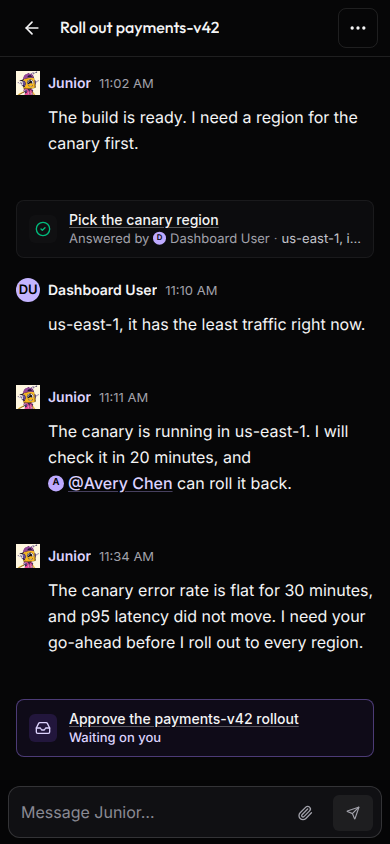 Roll out payments-v42
Junior 11:02 AM
The build is ready. I need a region for the
canary first.
Pick the canary region
Answered by D Dashboard User · us-east-1, i...
DU Dashboard User 11:10 AM
us-east-1, it has the least traffic right now.
Junior 11:11 AM
The canary is running in us-east-1. I will
check it in 20 minutes, and
A @Avery Chen can roll it back.
Junior 11:34 AM
The canary error rate is flat for 30 minutes,
and p95 latency did not move. I need your
go-ahead before I roll out to every region.
Approve the payments-v42 rollout
Waiting on you
Message Junior...